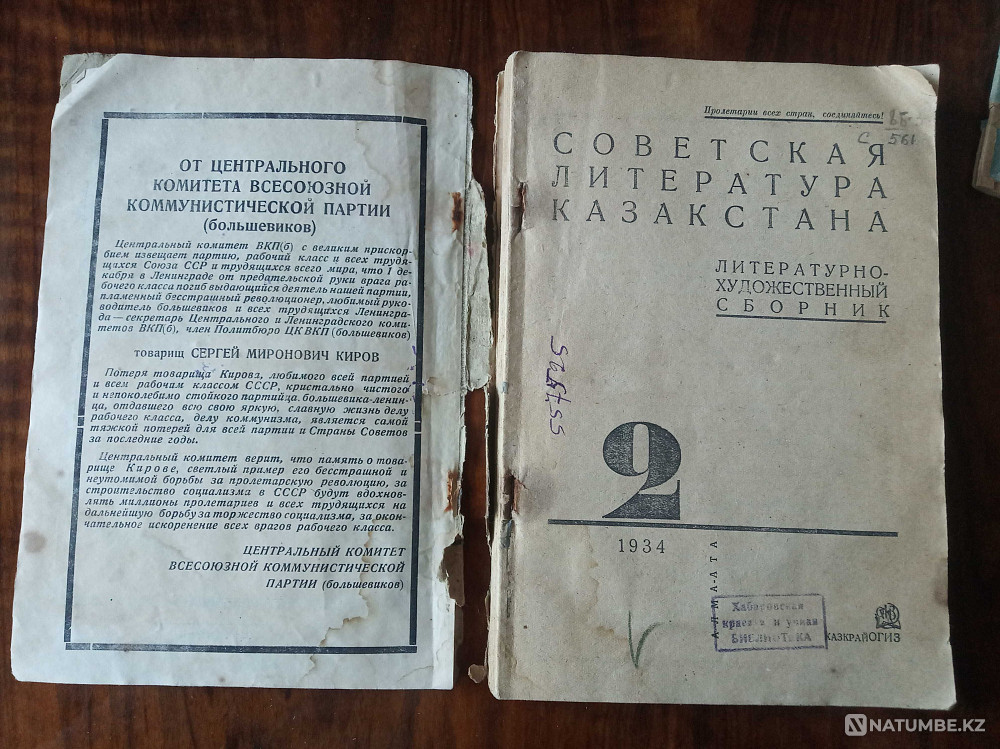 ОТ ЦЕНТРАЛЬНОГО
КОМИТЕТА ВСЕСОЮЗНОЙ
КОММУНИСТИЧЕСКОЙ ПАРТИИ
(большевиков)
Центральный комитет ВКП(б) с великим прискор-
бием извещает партию, рабочий класс и всех трудя-
щихся Союза ССР и трудящихся всего мира, что 1 де-
кабря в Ленинграде от предательской руки врага ра-
бочего класса погиб выдающийся деятель нашей партии,
пламенный бесстрашный революционер, любимый руко-
водитель большевиков и всех трудящихся Ленингра-
да—секретарь Центрального и Ленинградского коми-
тетов ВКП(б), член Политбюро ЦК ВКП (большевиков)
товарищ СЕРГЕЙ МИРОНОВИЧ КИРОВ
Потеря товарища Кирова, любимого всей партией
и всем рабочим классом СССР, кристально чистого
и непоколебимо стойкого партийца, большевика-ленин-
ца, отдавшего всю свою яркую, славную жизнь делу
рабочего класса, делу коммунизма, является самой
тяжкой потерей для всей партии и Страны Советов
за последние годы.
Центральный комитет верит, что память о това-
рище Кирове, светлый пример его бесстрашной и
неутомимой борьбы за пролетарскую революцию, за
строительство социализма в СССР будут вдохнов-
лять миллионы пролетариев и всех трудящихся на
дальнейшую борьбу за торжество социализма, за окон-
чательное искоренение всех врагов рабочего класса.
ЦЕНТРАЛЬНЫЙ КОМИТЕТ
ВСЕСОЮЗНОЙ КОММУНИСТИЧЕСКОЙ
ПАРТИИ (большевиков)
Пролетарии всех стран, соединяйтесь!
С 561
СОВЕТСКАЯ
ЛИТЕРАТУРА
КАЗАКСТАНА
ЛИТЕРАТУРНО-
ХУДОЖЕСТВЕННЫЙ
СБОРНИК
2
1934
АЛМА-АТА
Хабаровская
краевая научная
БИБЛИОТЕКА
КАЗКРАЙОГИЗ
NATUMBE.KZ